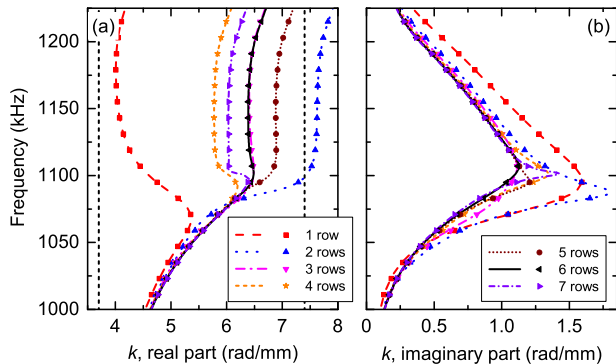 (a)
(b)
Frequency (kHz)
1200
1150
1100
1050
1000
1 row
2 rows
3 rows
4 rows
5 rows
6 rows
7 rows
4 5 6 7 8
0 0.5 1.0 1.5
k, real part (rad/mm)
k, imaginary part (rad/mm)